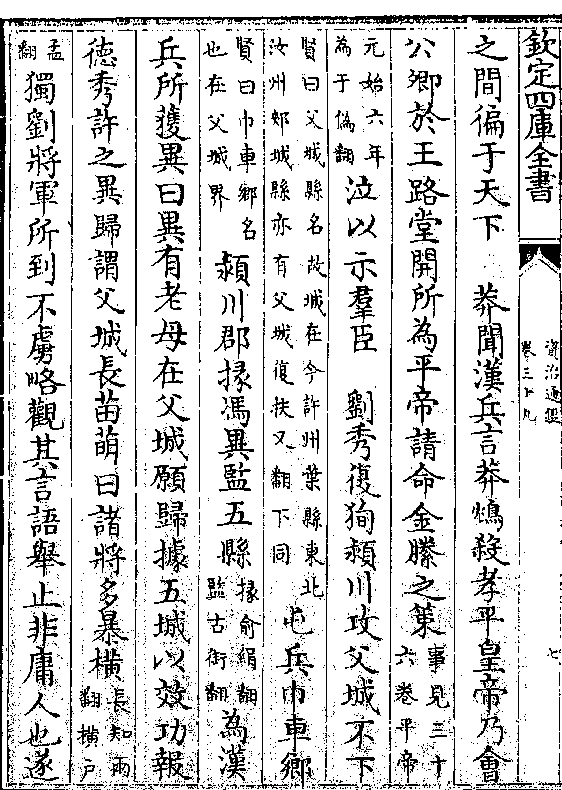 欽定四庫全書
資治通鑑
卷三十九
七
之間徧于天下　莽聞漢兵言莽鴆殺孝平皇帝乃會
公卿於王路堂開所為平帝請命金縢之策事見三十六卷平帝
元始六年為于偽翻泣以示羣臣　劉秀復狥潁川攻父城不下
賢曰父城縣名故城在今許州葉縣東北汝州郟城縣亦有父城復扶又翻下同屯兵巾車鄉
賢曰巾車鄉名也在父城界潁川郡掾馮異監五縣掾俞絹翻監古銜翻為漢
兵所獲異曰異有老母在父城願歸據五城以效功報
德秀許之異歸謂父城長苗萌曰諸將多暴橫長知兩翻橫戶
孟翻獨劉將軍所到不虜略觀其言語舉止非庸人也遂